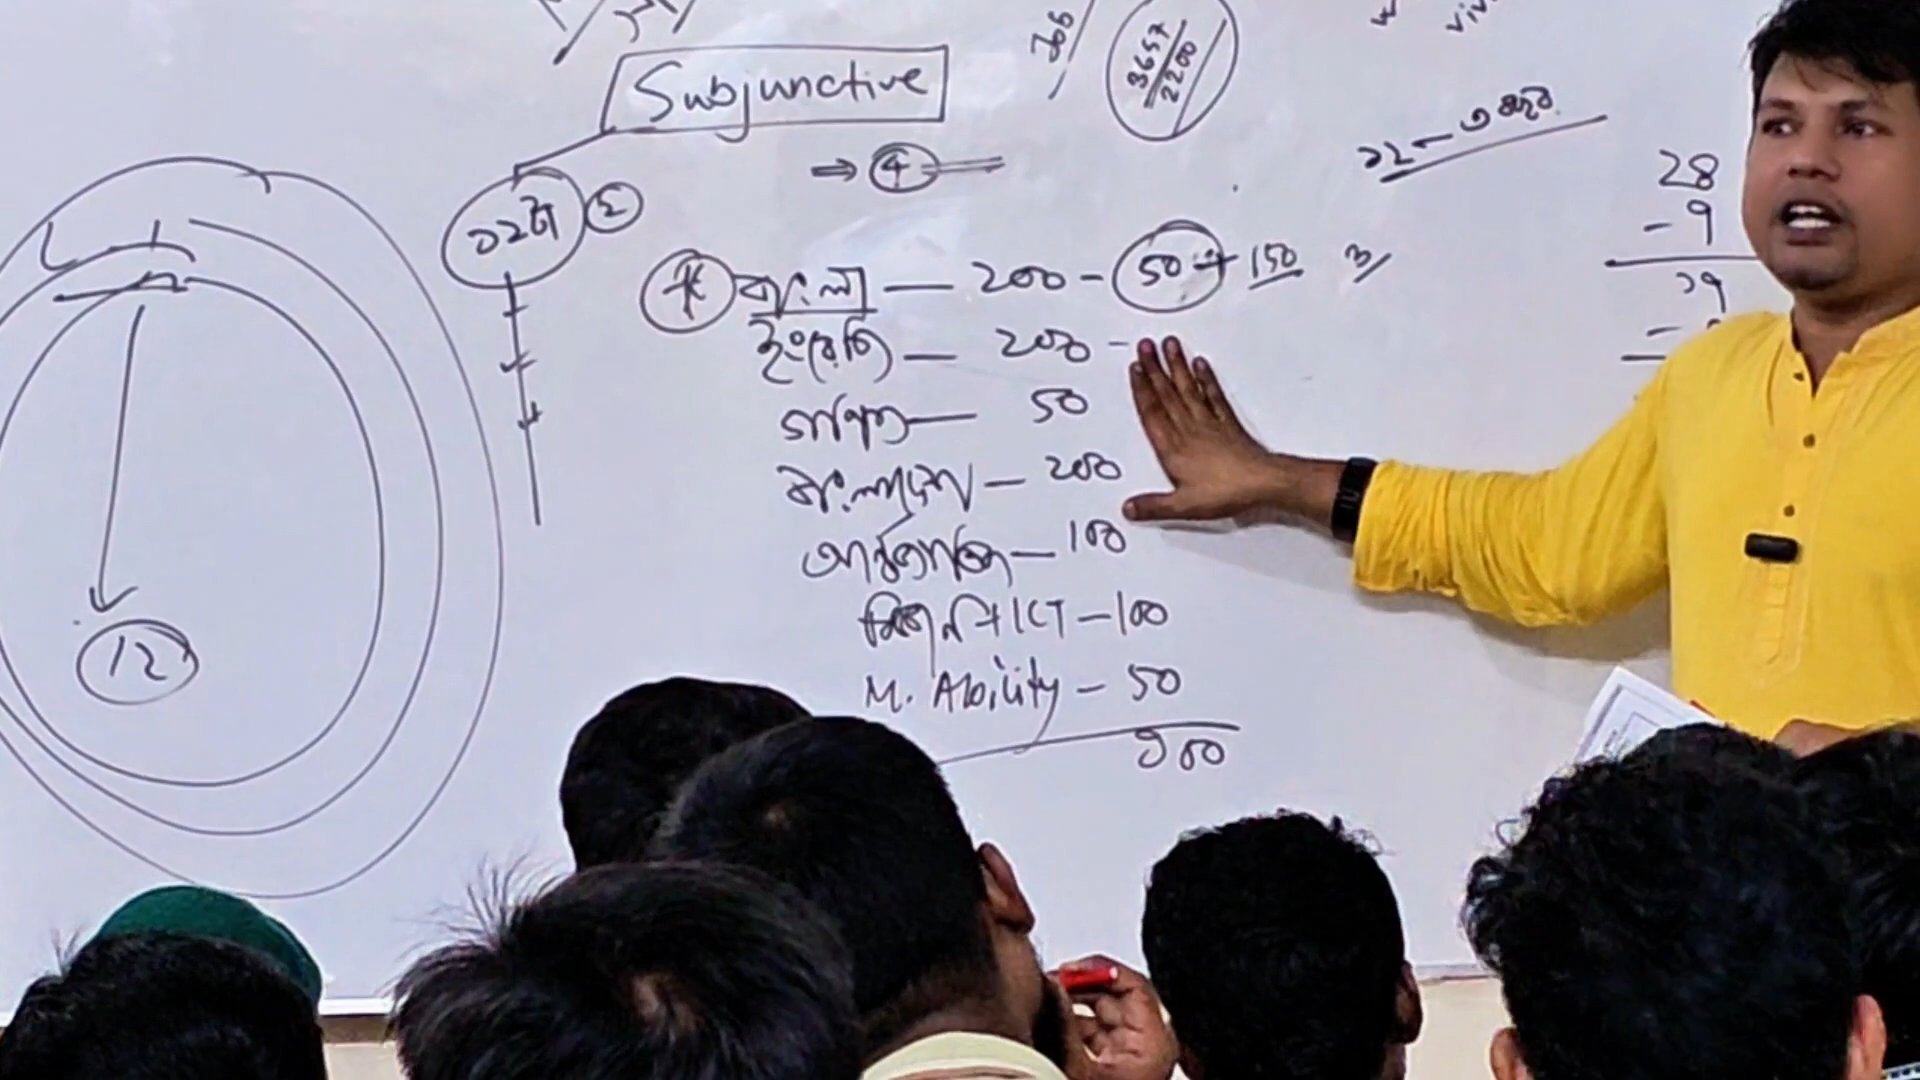 Subjunctive
3657
2200
⇒ 4
১২টা
বাংলা — 200 - 50 + 150
ইংরেজি — 200 -
গণিত — 50
বাংলাদেশ — 200
আন্তর্জাতিক — 100
বিজ্ঞান + ICT — 100
M. Ability — 50
900
12
28
- 9